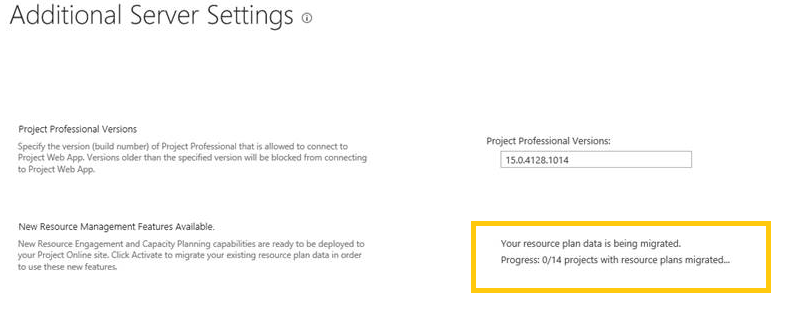 Additional Server Settings
Project Professional Versions
Specify the version (build number) of Project Professional that is allowed to connect to
Project Web App. Versions older than the specified version will be blocked from connecting
to Project Web App.
Project Professional Versions:
15.0.4128.1014
New Resource Management Features Available.
New Resource Engagement and Capacity Planning capabilities are ready to be deployed to
your Project Online site. Click Activate to migrate your existing resource plan data in order
to use these new features.
Your resource plan data is being migrated.
Progress: 0/14 projects with resource plans migrated...